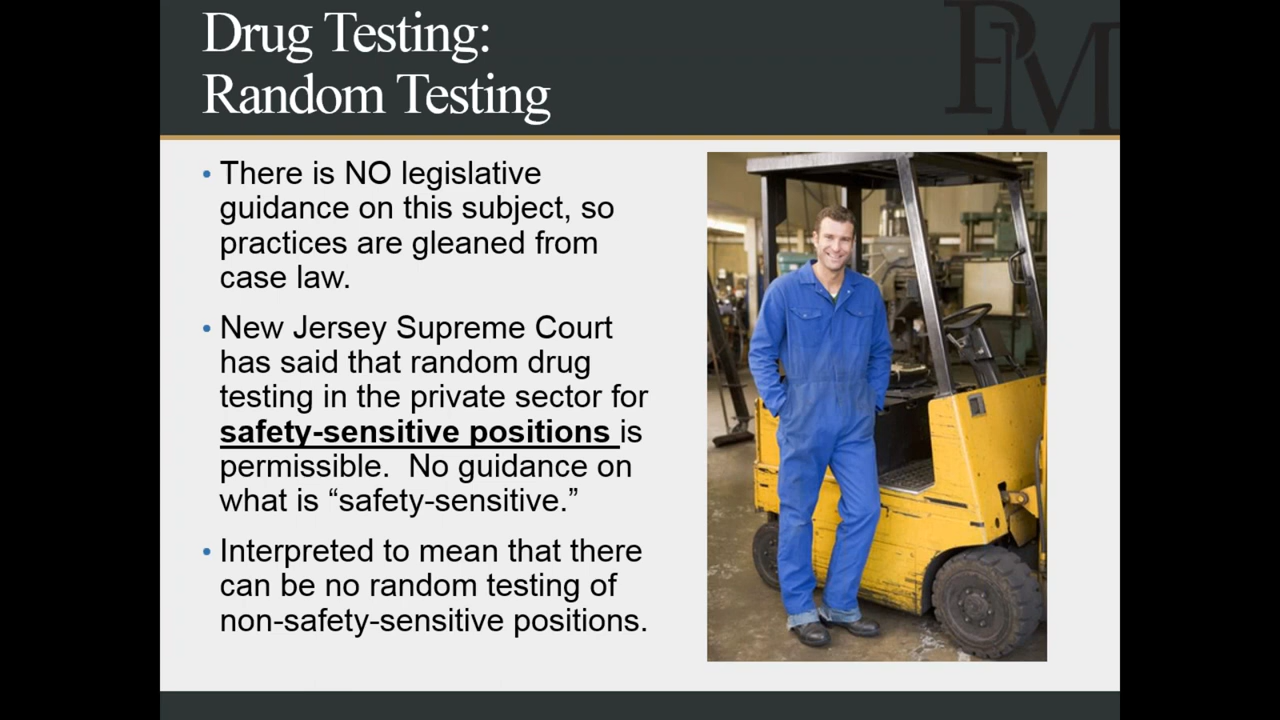 Drug Testing:
Random Testing
PM
• There is NO legislative
guidance on this subject, so
practices are gleaned from
case law.
• New Jersey Supreme Court
has said that random drug
testing in the private sector for
safety-sensitive positions is
permissible.  No guidance on
what is “safety-sensitive.”
• Interpreted to mean that there
can be no random testing of
non-safety-sensitive positions.